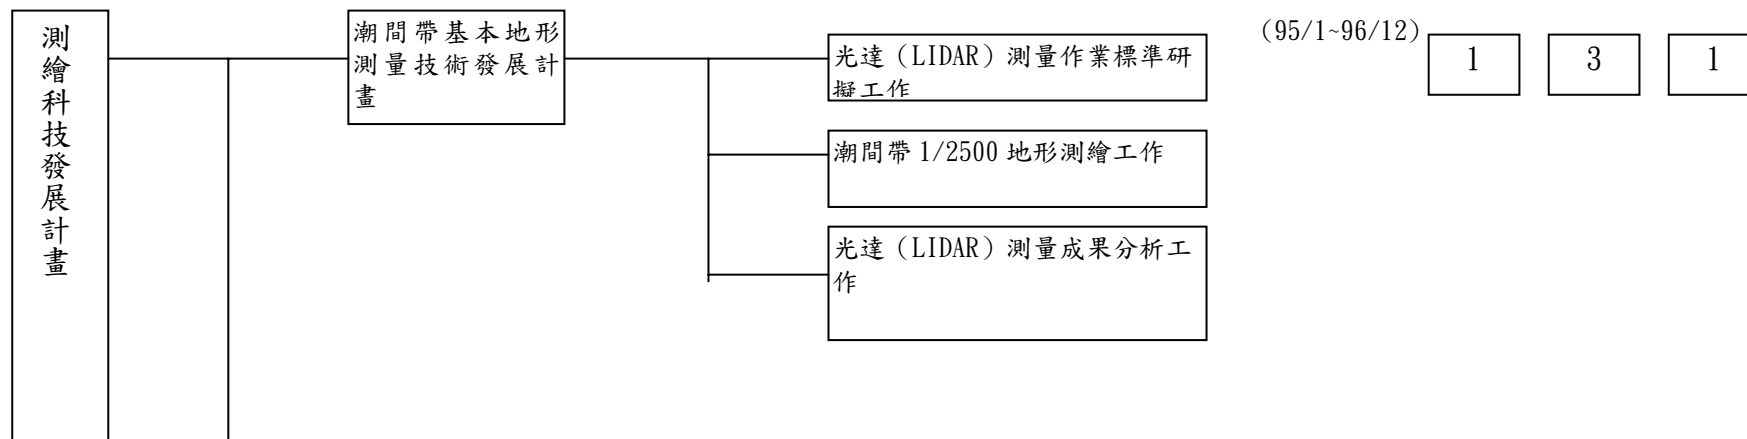 測繪科技發展計畫
潮間帶基本地形
測量技術發展計
畫
光達（LIDAR）測量作業標準研
擬工作
(95/1~96/12)
1
3
1
潮間帶 1/2500 地形測繪工作
光達（LIDAR）測量成果分析工
作